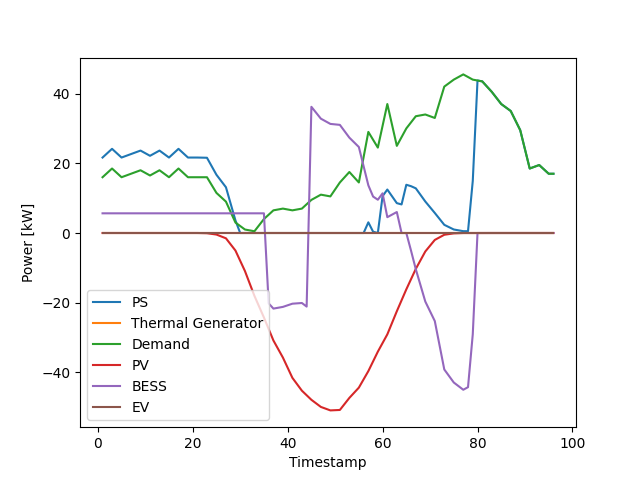 40
20
0
−20
−40
Power [kW]
PS
Thermal Generator
Demand
PV
BESS
EV
0 20 40 60 80 100
Timestamp